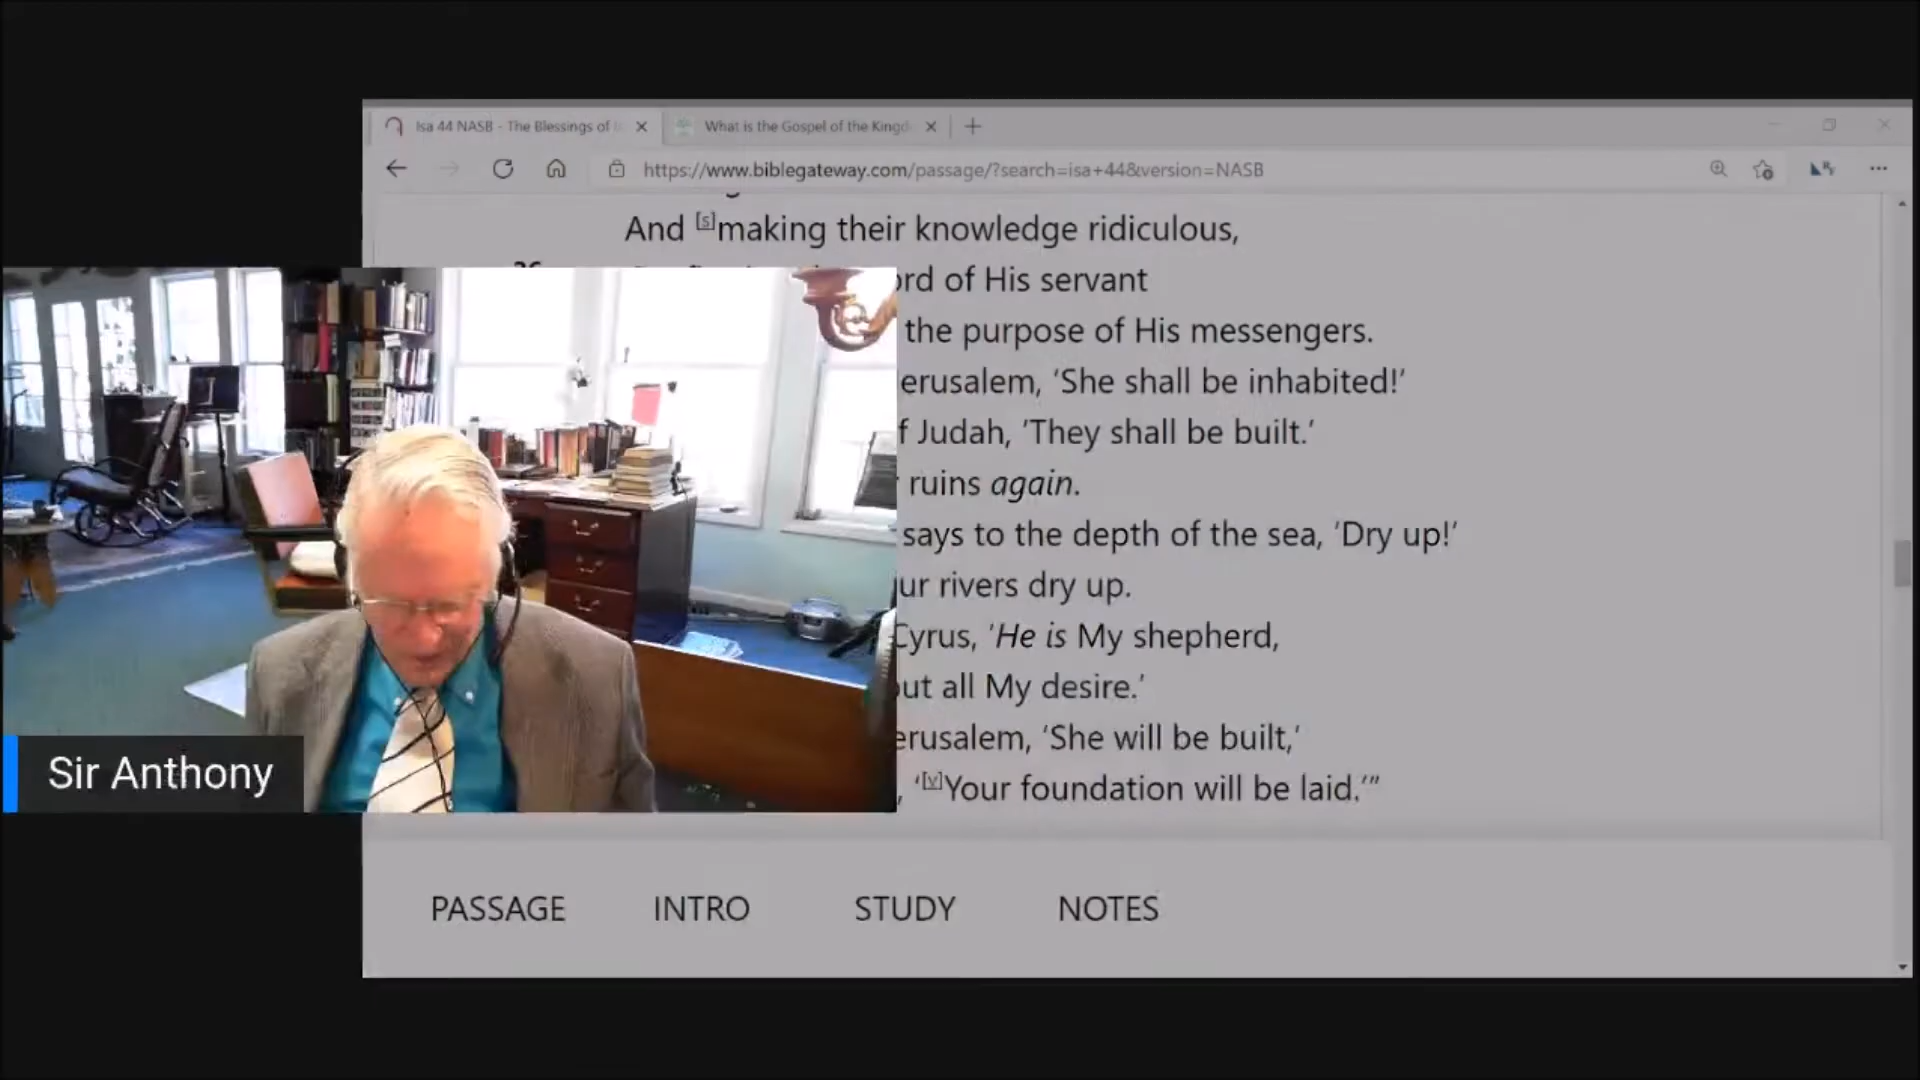 Isa 44 NASB - The Blessings of
What is the Gospel of the Kingd
https://www.biblegateway.com/passage/?search=isa+44&version=NASB
And [s]making their knowledge ridiculous,
26
of His servant
the purpose of His messengers.
erusalem, ‘She shall be inhabited!’
f Judah, ‘They shall be built.’
ruins again.
says to the depth of the sea, ‘Dry up!’
ur rivers dry up.
Cyrus, ‘He is My shepherd,
out all My desire.’
erusalem, ‘She will be built,’
, ‘[v]Your foundation will be laid.’”
Sir Anthony
PASSAGE INTRO STUDY NOTES